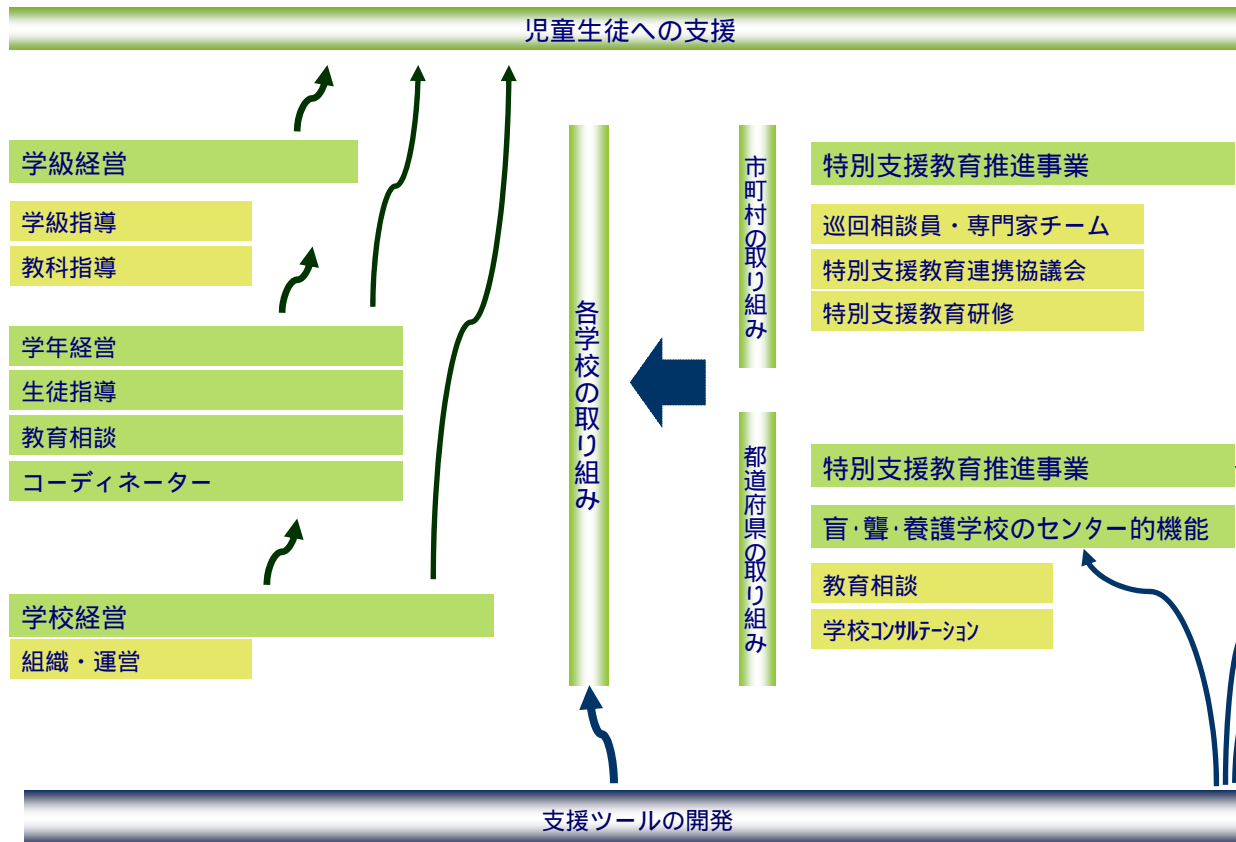 児童生徒への支援
学級経営
学級指導
教科指導
学年経営
生徒指導
教育相談
コーディネーター
学校経営
組織・運営
各学校の取り組み
市町村の取り組み
特別支援教育推進事業
巡回相談員・専門家チーム
特別支援教育連携協議会
特別支援教育研修
都道府県の取り組み
特別支援教育推進事業
盲・聾・養護学校のセンター的機能
教育相談
学校ｺﾝｻﾙﾃｰｼｮﾝ
支援ツールの開発